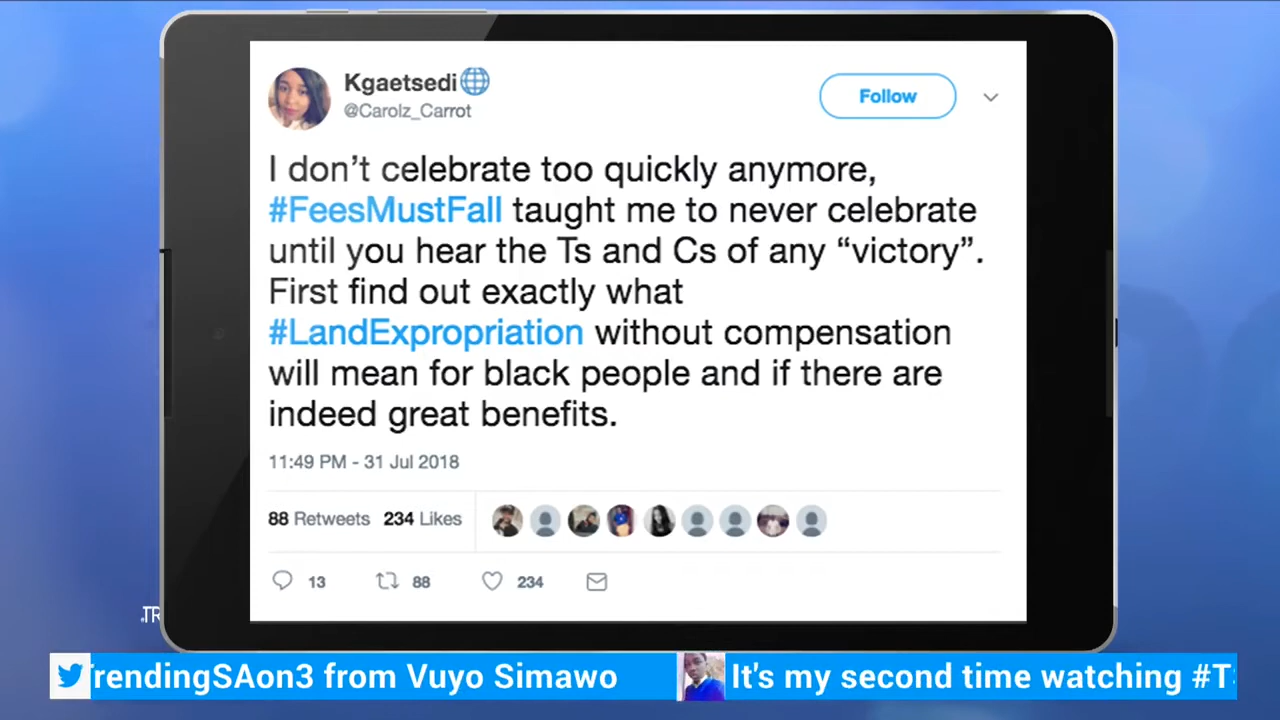 Kgaetsedi
@Carolz_Carrot
Follow
I don’t celebrate too quickly anymore,
#FeesMustFall taught me to never celebrate
until you hear the Ts and Cs of any “victory”.
First find out exactly what
#LandExpropriation without compensation
will mean for black people and if there are
indeed great benefits.
11:49 PM - 31 Jul 2018
88 Retweets 234 Likes
13 88 234
.TR
TrendingSAon3 from Vuyo Simawo It's my second time watching #T